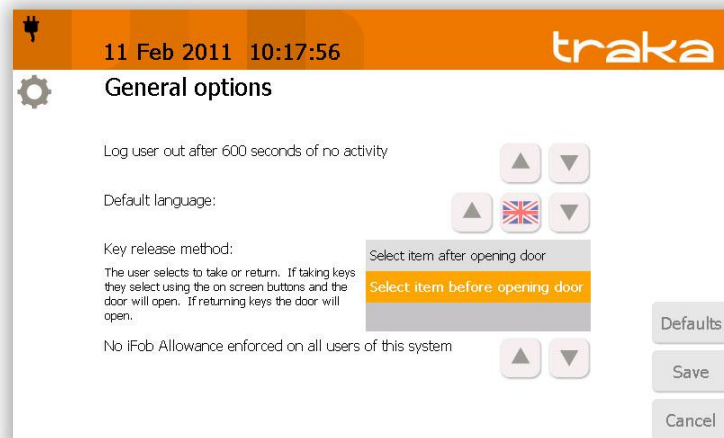 11 Feb 2011 10:17:56
traka
General options
Log user out after 600 seconds of no activity
Default language:
Key release method:
The user selects to take or return. If taking keys
they select using the on screen buttons and the
door will open. If returning keys the door will
open.
Select item after opening door
Select item before opening door
No iFob Allowance enforced on all users of this system
Defaults
Save
Cancel